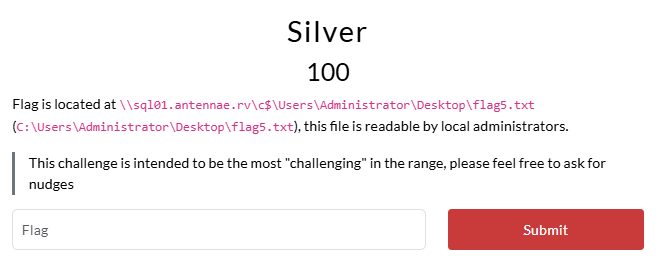 Silver
100
Flag is located at \\sql01.antennae.rv\c$\Users\Administrator\Desktop\flag5.txt
(C:\Users\Administrator\Desktop\flag5.txt), this file is readable by local administrators.
This challenge is intended to be the most "challenging" in the range, please feel free to ask for
nudges
Flag
Submit